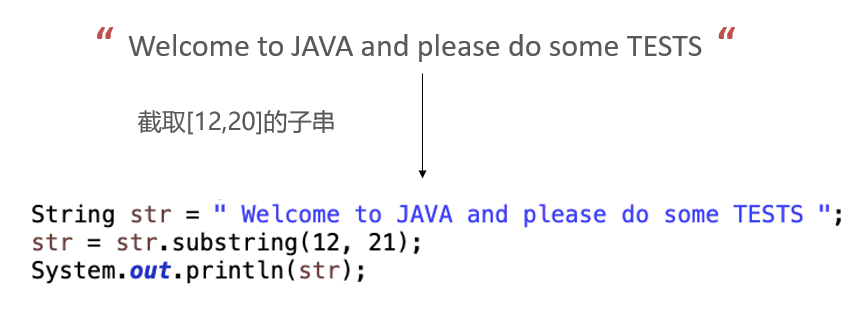 “ Welcome to JAVA and please do some TESTS “
截取[12,20]的子串
String str = " Welcome to JAVA and please do some TESTS ";
str = str.substring(12, 21);
System.out.println(str);